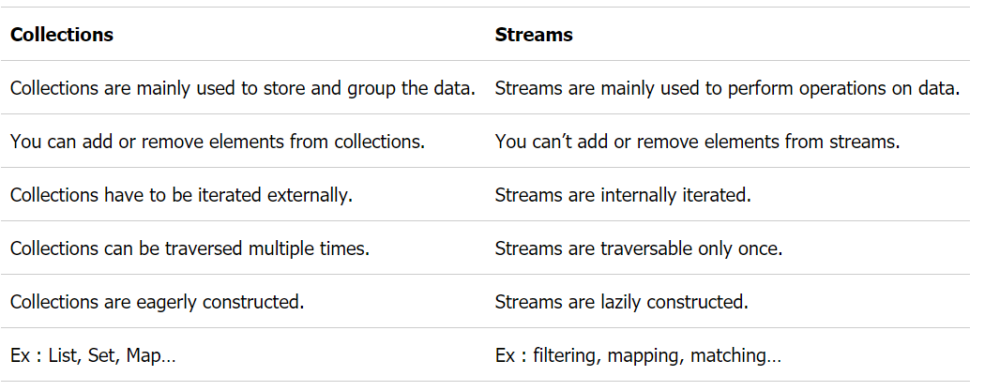 Collections Streams
Collections are mainly used to store and group the data. Streams are mainly used to perform operations on data.
You can add or remove elements from collections. You can’t add or remove elements from streams.
Collections have to be iterated externally. Streams are internally iterated.
Collections can be traversed multiple times. Streams are traversable only once.
Collections are eagerly constructed. Streams are lazily constructed.
Ex : List, Set, Map… Ex : filtering, mapping, matching…